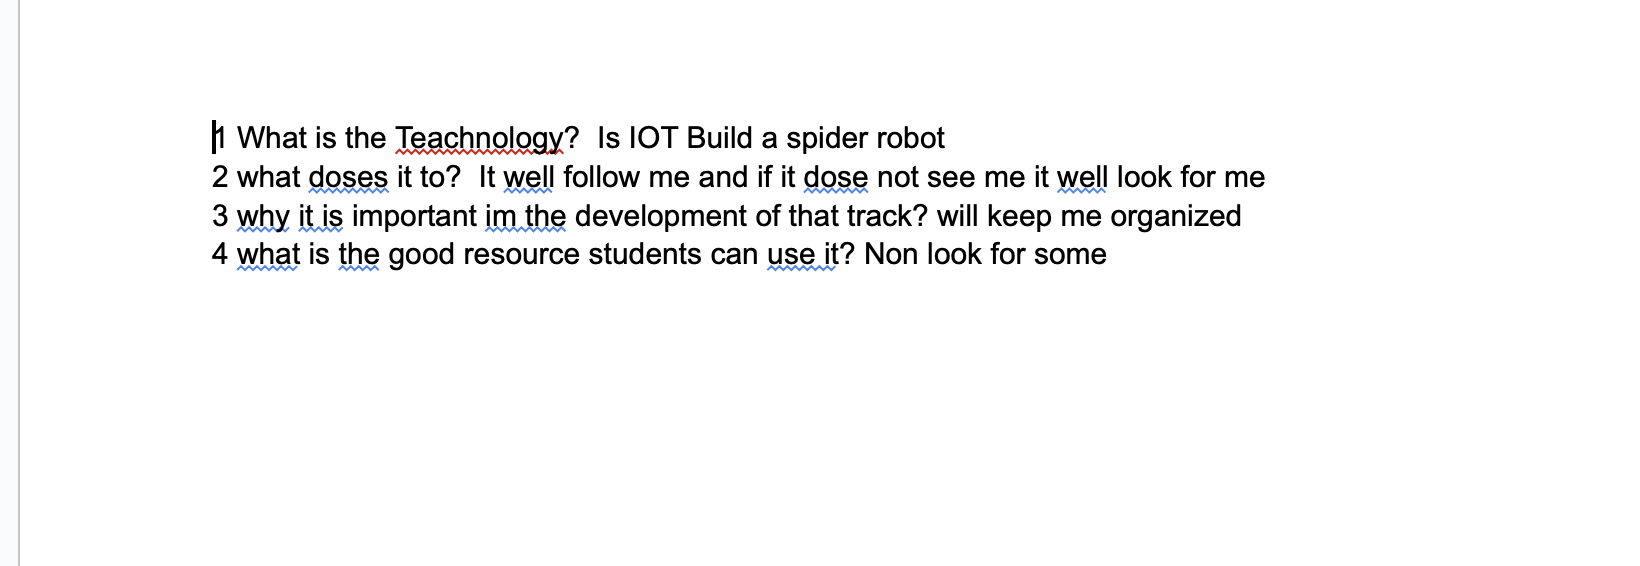 1 What is the Teachnology?  Is IOT Build a spider robot
2 what doses it to?  It well follow me and if it dose not see me it well look for me
3 why it is important im the development of that track? will keep me organized
4 what is the good resource students can use it? Non look for some